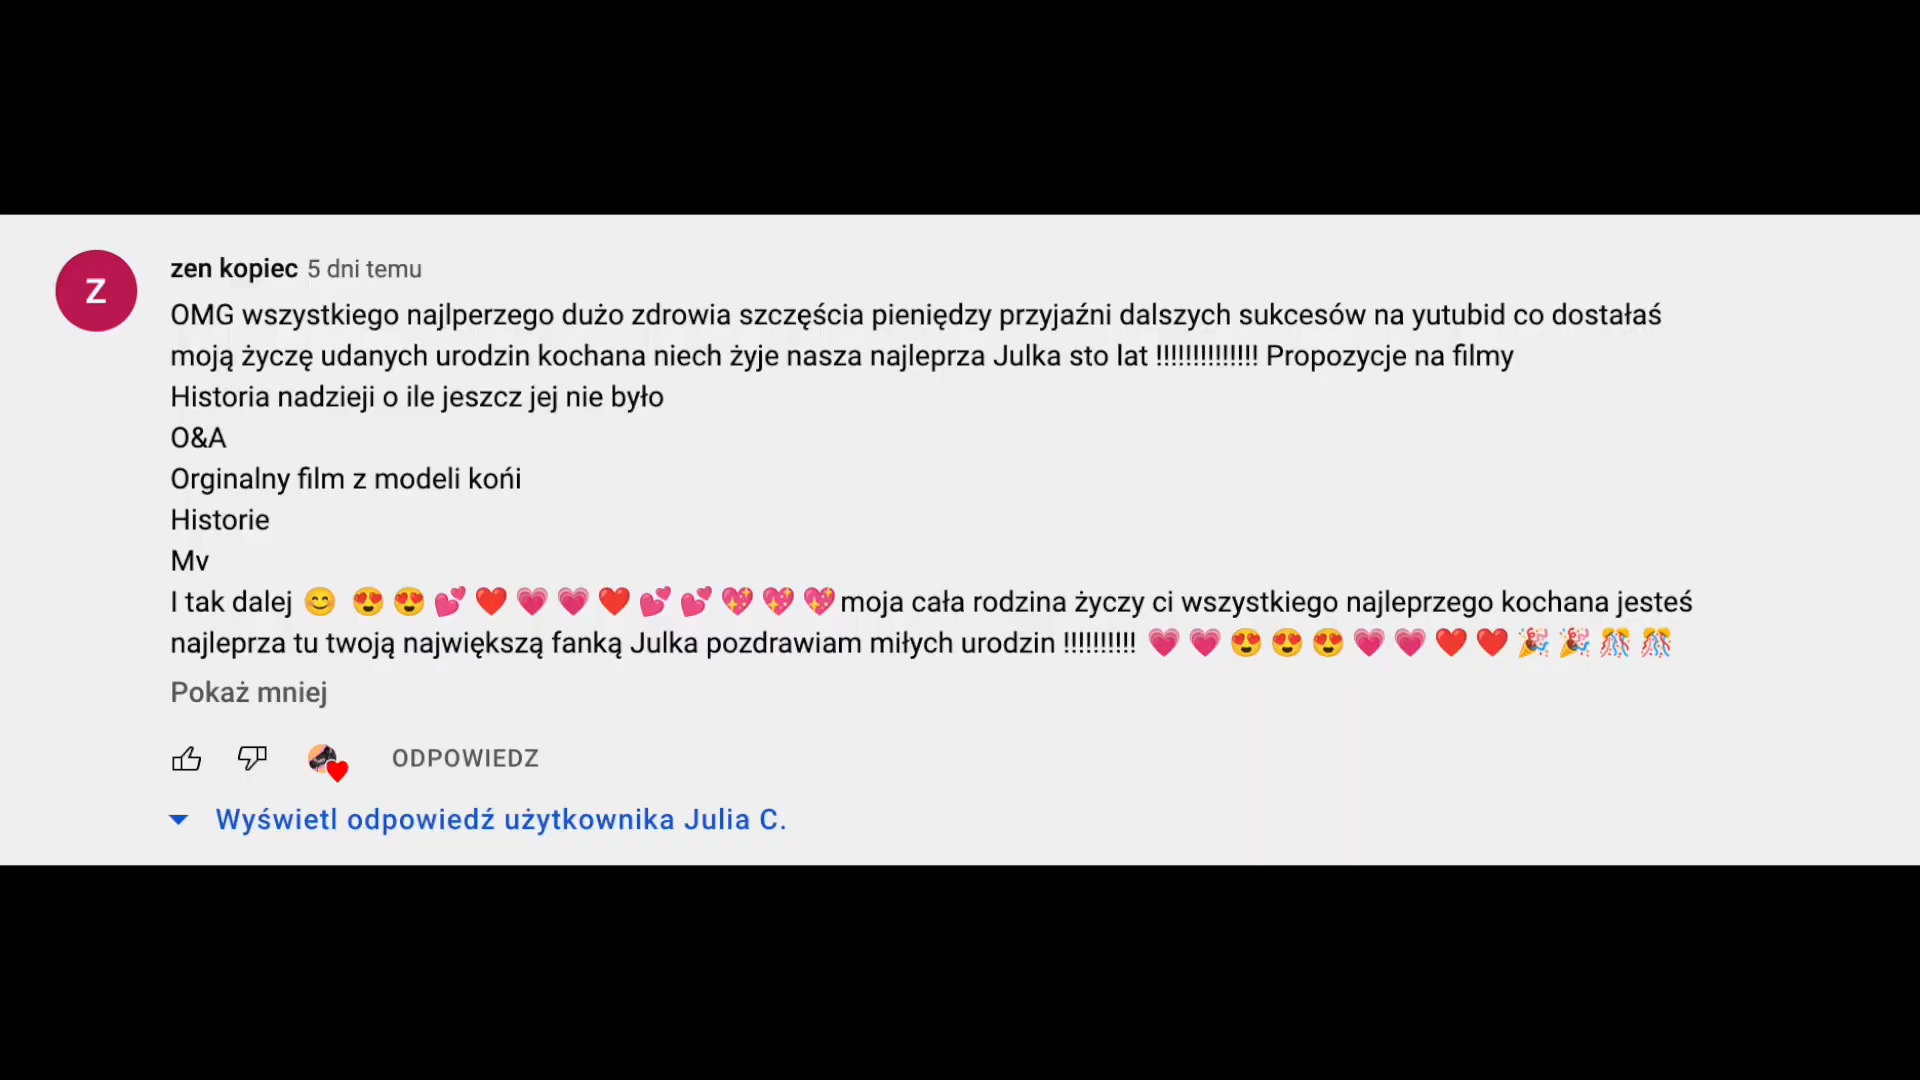 Z
zen kopiec 5 dni temu
OMG wszystkiego najlperzego dużo zdrowia szczęścia pieniędzy przyjaźni dalszych sukcesów na yutubid co dostałaś
moją życzę udanych urodzin kochana niech żyje nasza najleprza Julka sto lat !!!!!!!!!!!!!! Propozycje na filmy
Historia nadzieji o ile jeszcz jej nie było
O&A
Orginalny film z modeli końi
Historie
Mv
I tak dalej 😊 😍😍💕❤️💗💗❤️💕💕💖💖💖moja cała rodzina życzy ci wszystkiego najleprzego kochana jesteś
najleprza tu twoją największą fanką Julka pozdrawiam miłych urodzin !!!!!!!!!! 💗💗😍😍😍💗💗❤️❤️🎉🎉🎊🎊
Pokaż mniej
ODPOWIEDZ
Wyświetl odpowiedź użytkownika Julia C.